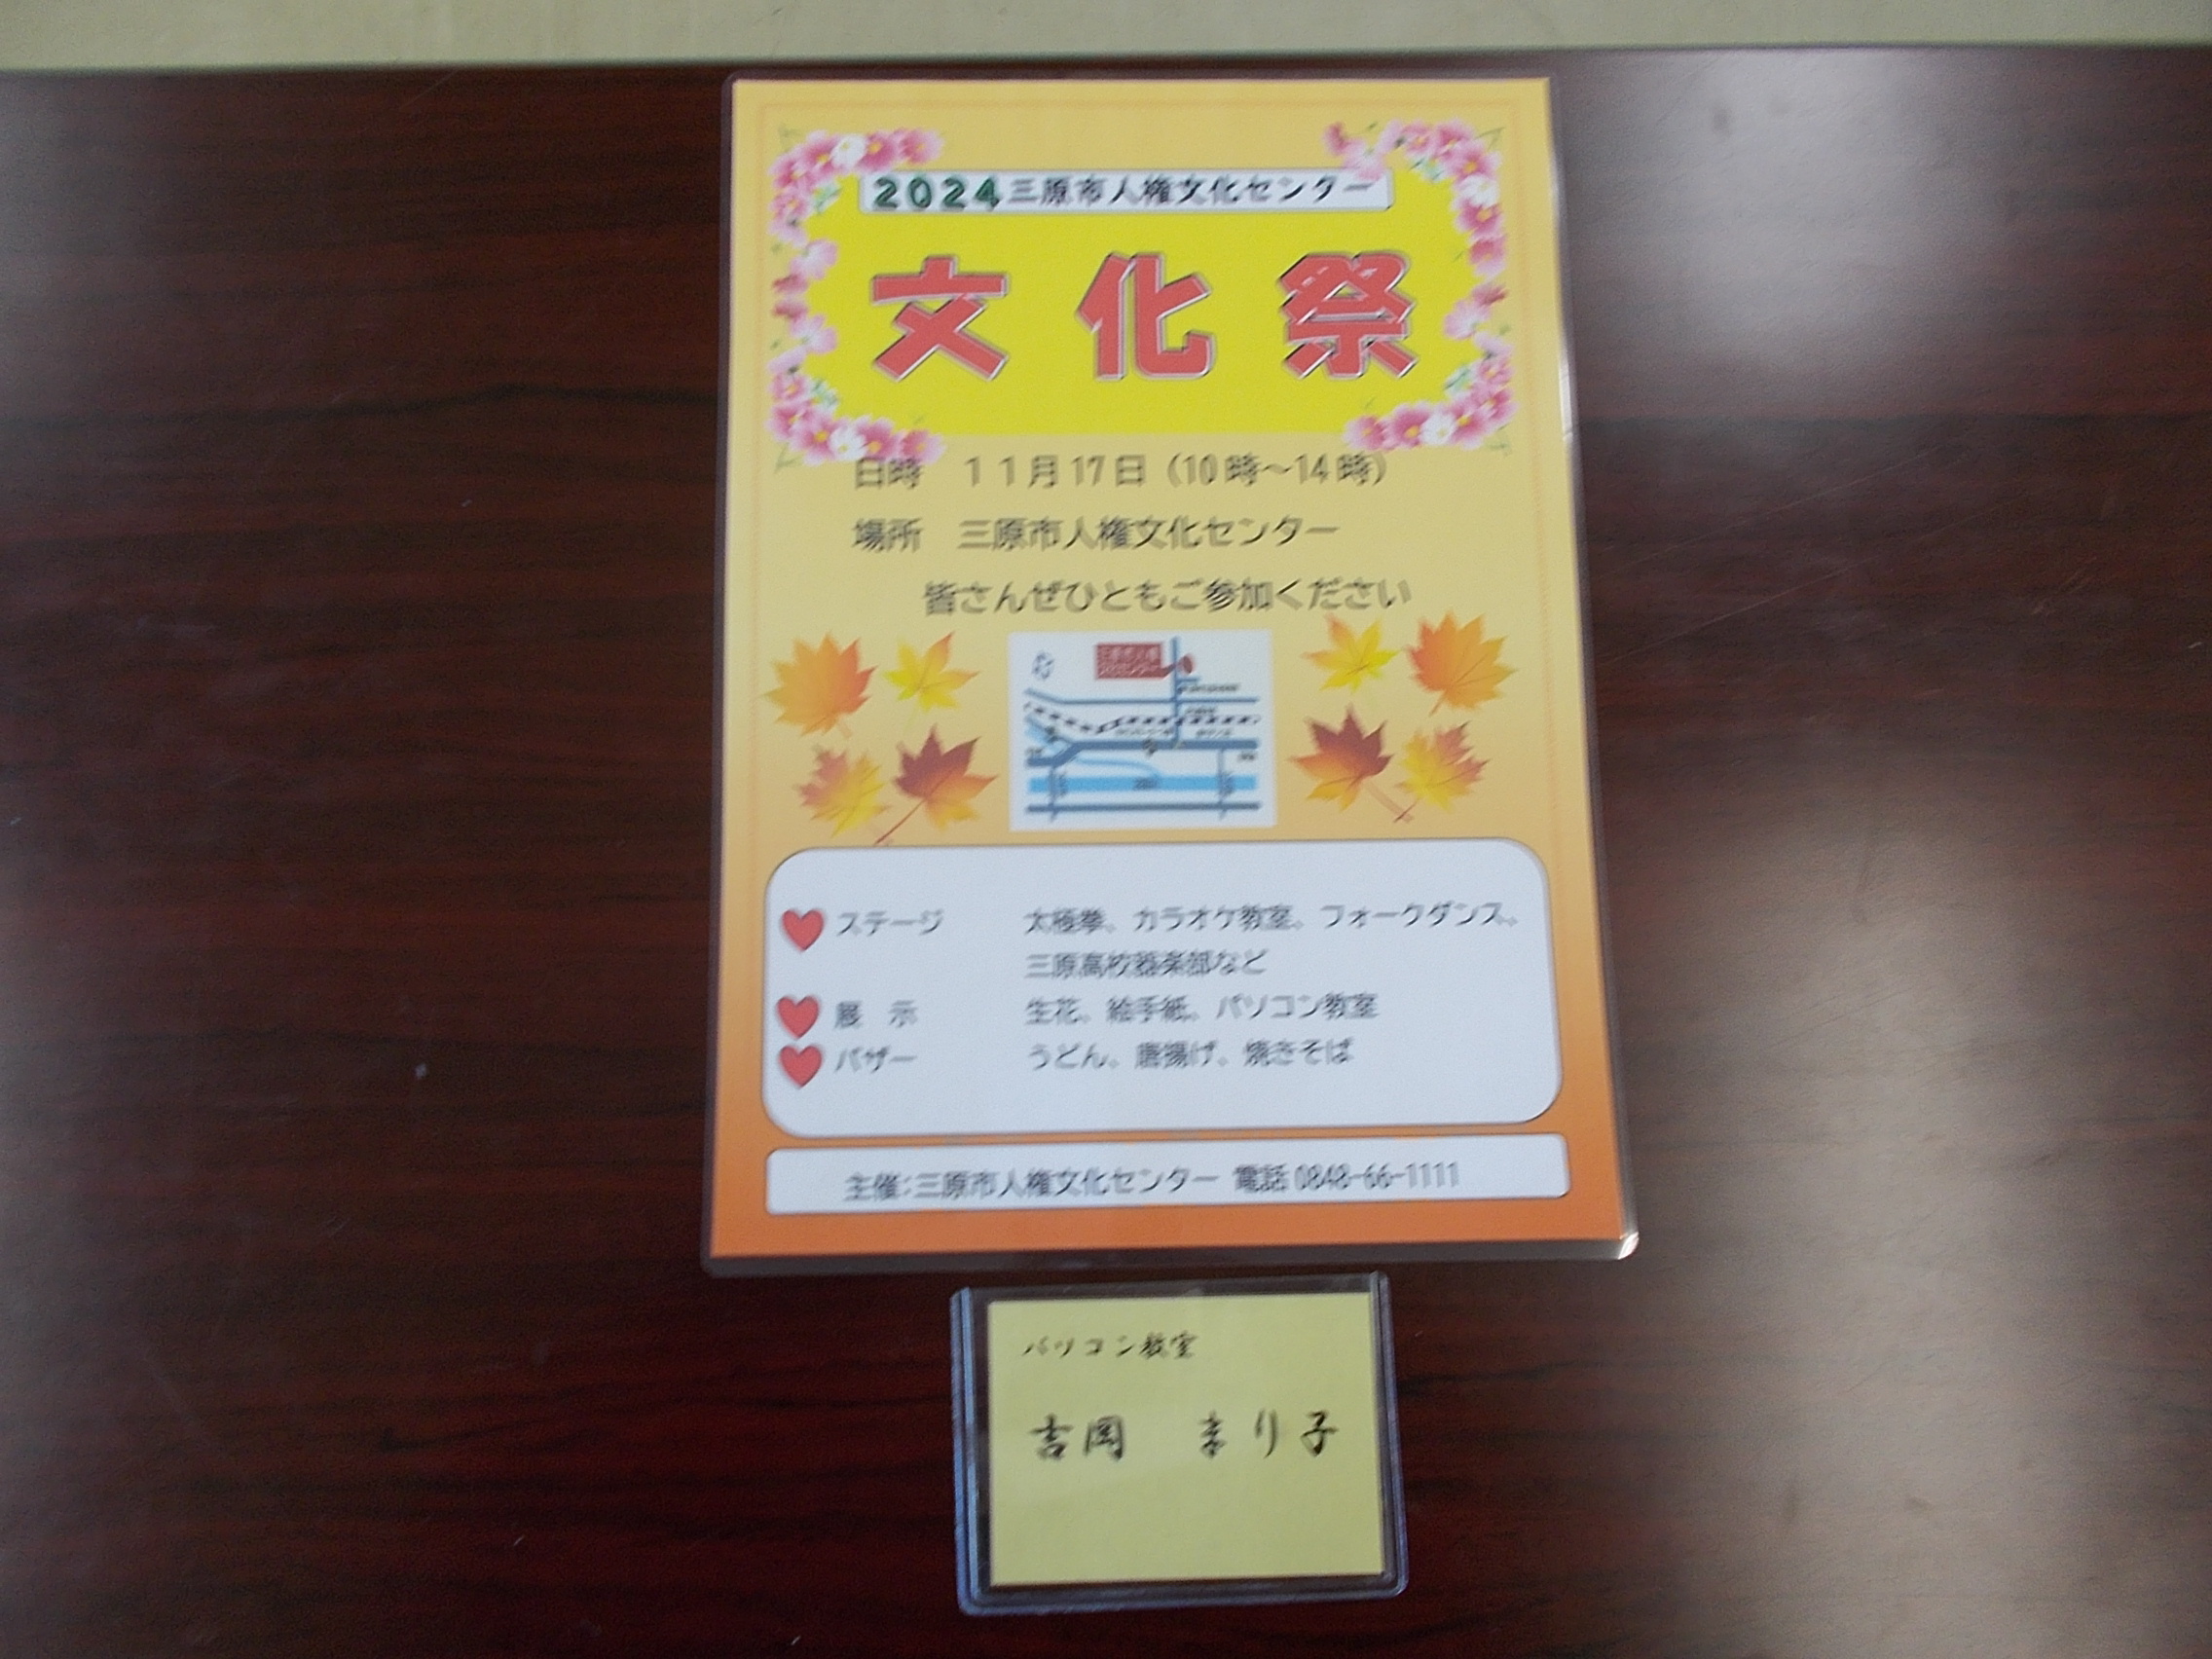 2024三原市人権文化センター
文化祭
日時　11月17日（10時～14時）
場所　三原市人権文化センター
皆さんぜひともご参加ください
ステージ　太極拳、カラオケ教室、フォークダンス、
三原高校器楽部など
展示　生花、絵手紙、パソコン教室
バザー　うどん、唐揚げ、焼きそば
主催：三原市人権文化センター 電話0848-66-1111
パソコン教室
吉岡　まり子